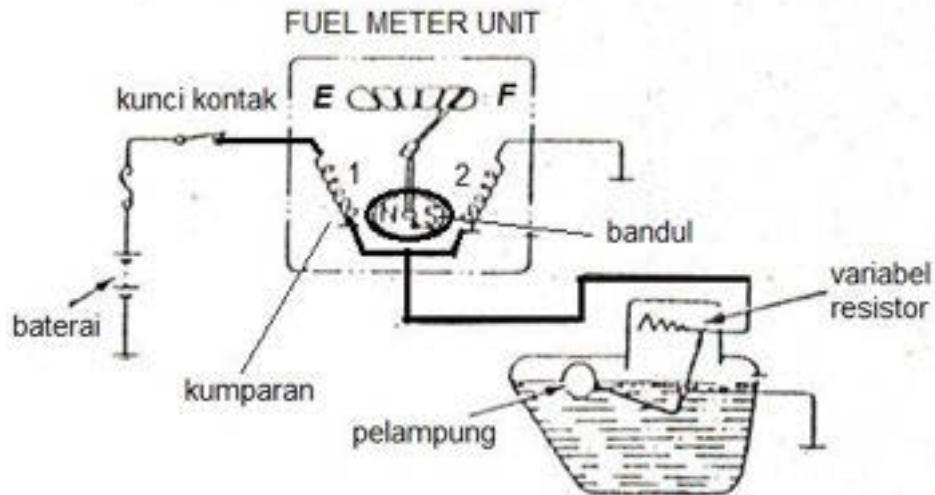 FUEL METER UNIT
kunci kontak
E F
1 2
N S
bandul
variabel
resistor
baterai
kumparan
pelampung